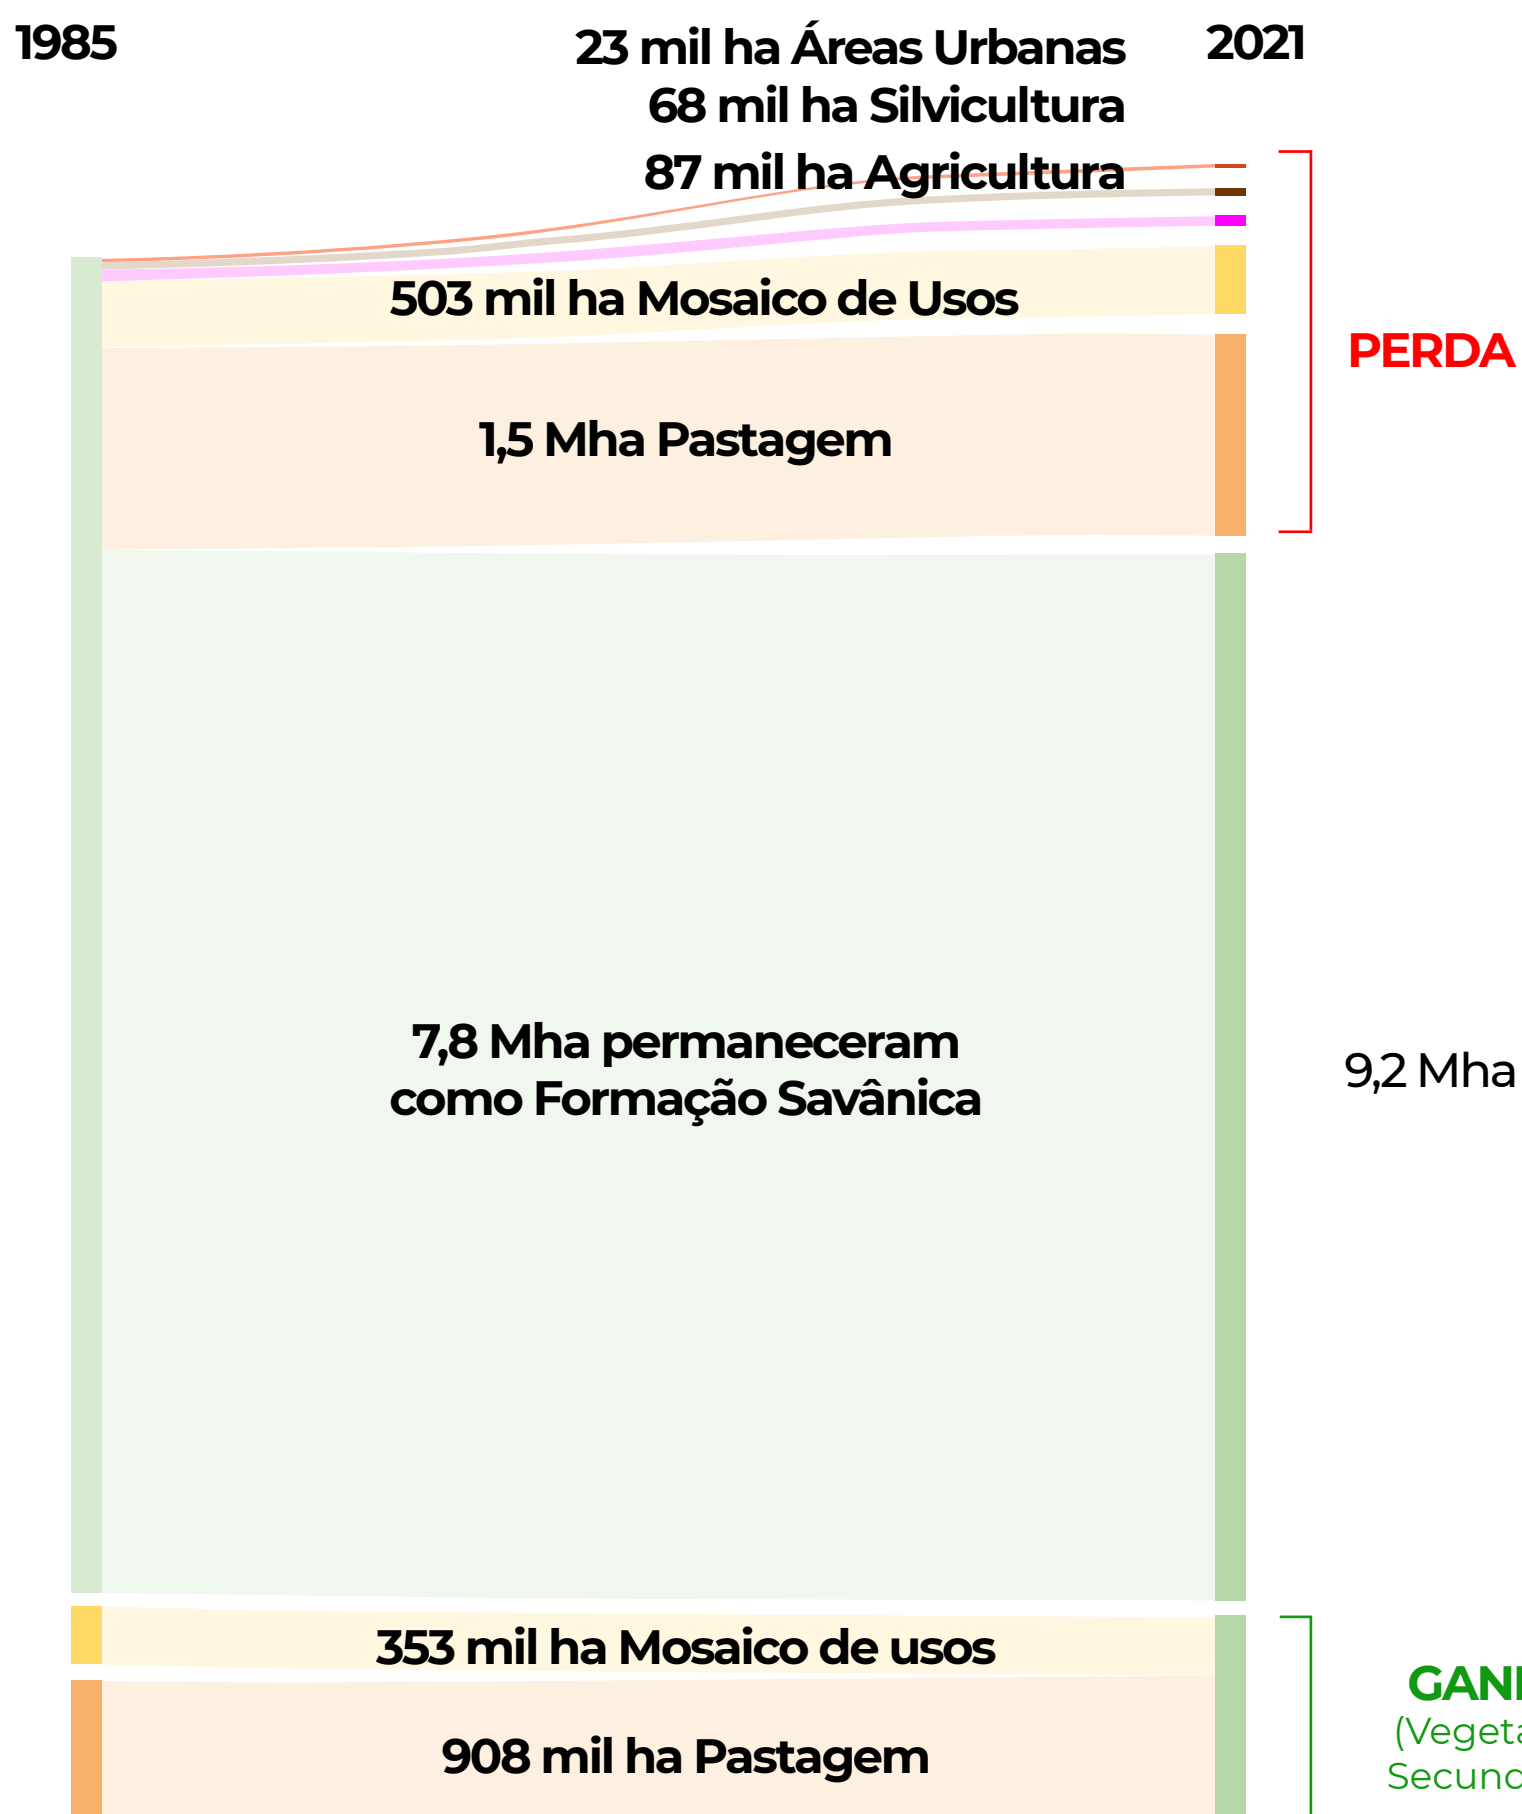 1985
23 mil ha Áreas Urbanas
2021
68 mil ha Silvicultura
87 mil ha Agricultura
503 mil ha Mosaico de Usos
PERDA
1,5 Mha Pastagem
7,8 Mha permaneceram
como Formação Savânica
9,2 Mha
353 mil ha Mosaico de usos
908 mil ha Pastagem